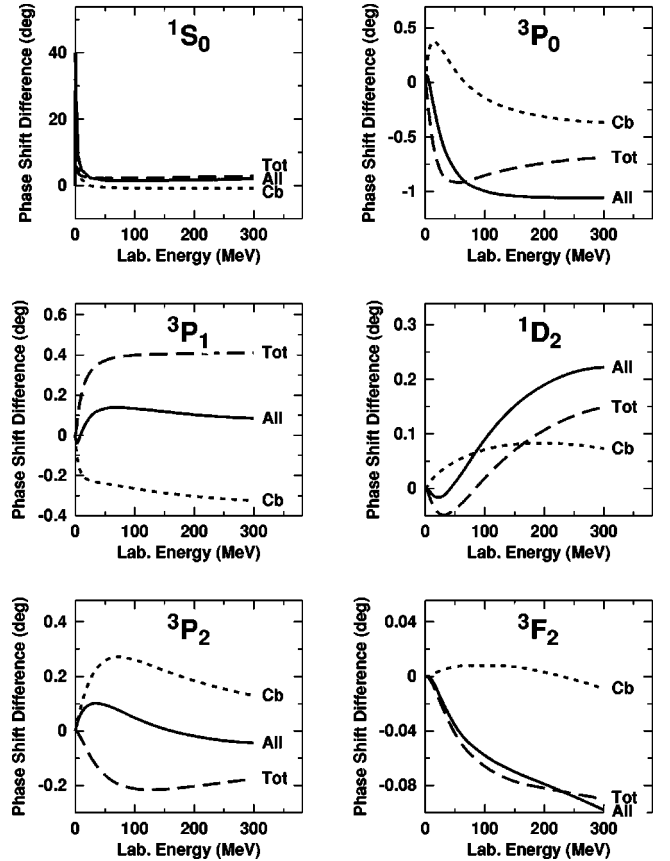 ¹S₀
Phase Shift Difference (deg)
40
20
0
Tot
All
Cb
0 100 200 300
Lab. Energy (MeV)
³P₀
Phase Shift Difference (deg)
0.5
0
-0.5
-1
Cb
Tot
All
0 100 200 300
Lab. Energy (MeV)
³P₁
Phase Shift Difference (deg)
0.6
0.4
0.2
0
-0.2
-0.4
Tot
All
Cb
0 100 200 300
Lab. Energy (MeV)
¹D₂
Phase Shift Difference (deg)
0.3
0.2
0.1
0
All
Tot
Cb
0 100 200 300
Lab. Energy (MeV)
³P₂
Phase Shift Difference (deg)
0.4
0.2
0
-0.2
Cb
All
Tot
0 100 200 300
Lab. Energy (MeV)
³F₂
Phase Shift Difference (deg)
0.04
0
-0.04
-0.08
Cb
Tot
All
0 100 200 300
Lab. Energy (MeV)